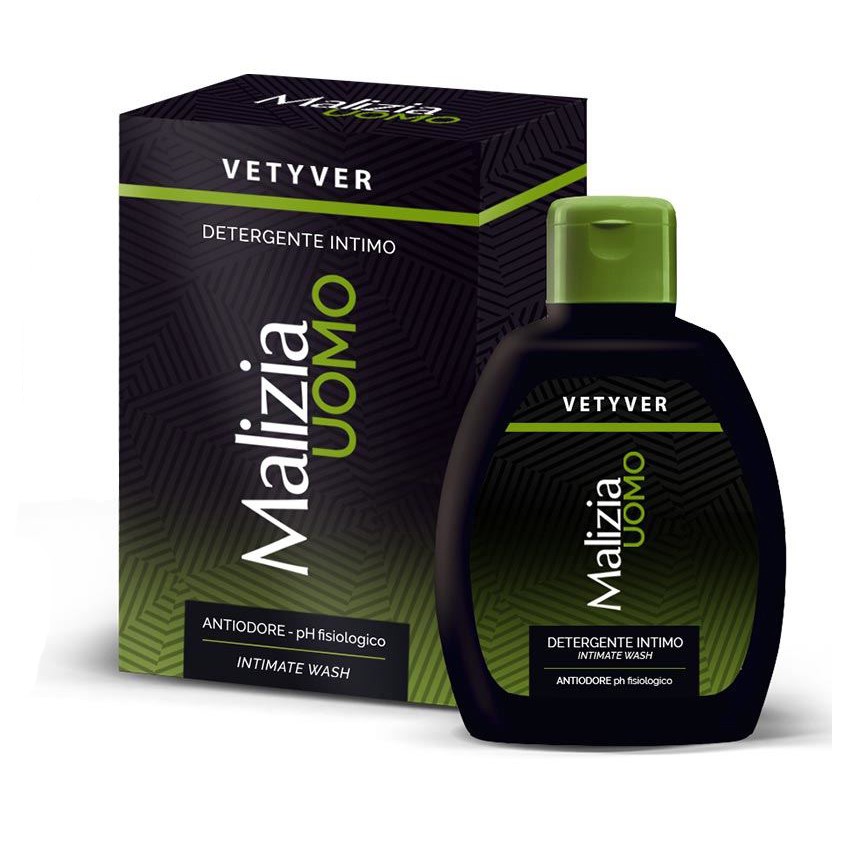 Malizia
UOMO
VETYVER
DETERGENTE INTIMO
Malizia
UOMO
ANTIODORE - pH fisiologico
INTIMATE WASH
VETYVER
Malizia
UOMO
DETERGENTE INTIMO
INTIMATE WASH
ANTIODORE ph fisiologico